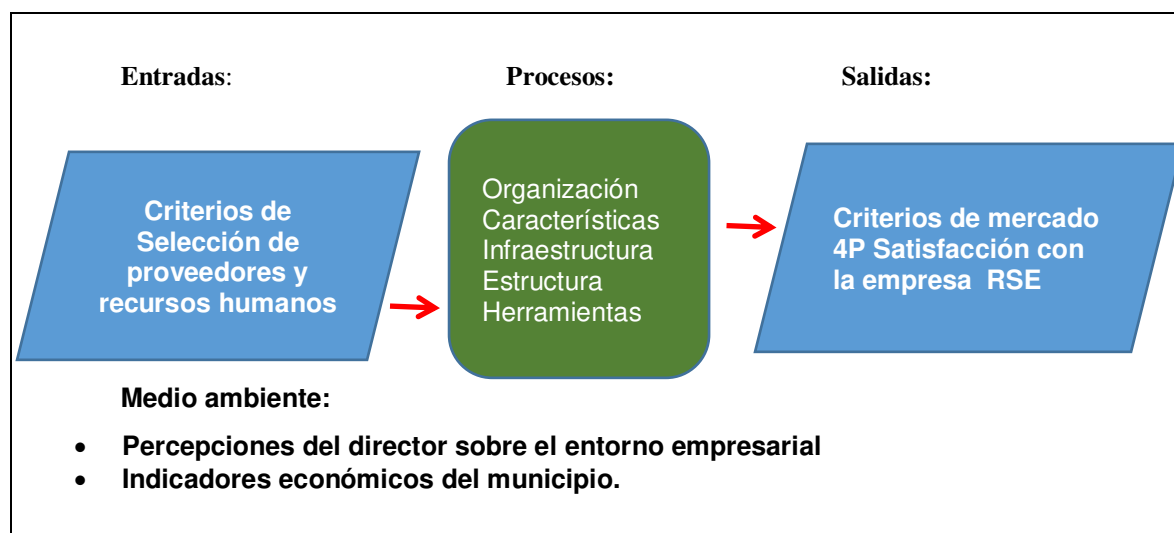 Entradas:
Procesos:
Salidas:
Criterios de
Selección de
proveedores y
recursos humanos
Organización
Características
Infraestructura
Estructura
Herramientas
Criterios de mercado
4P Satisfacción con
la empresa RSE
Medio ambiente:
• Percepciones del director sobre el entorno empresarial
• Indicadores económicos del municipio.